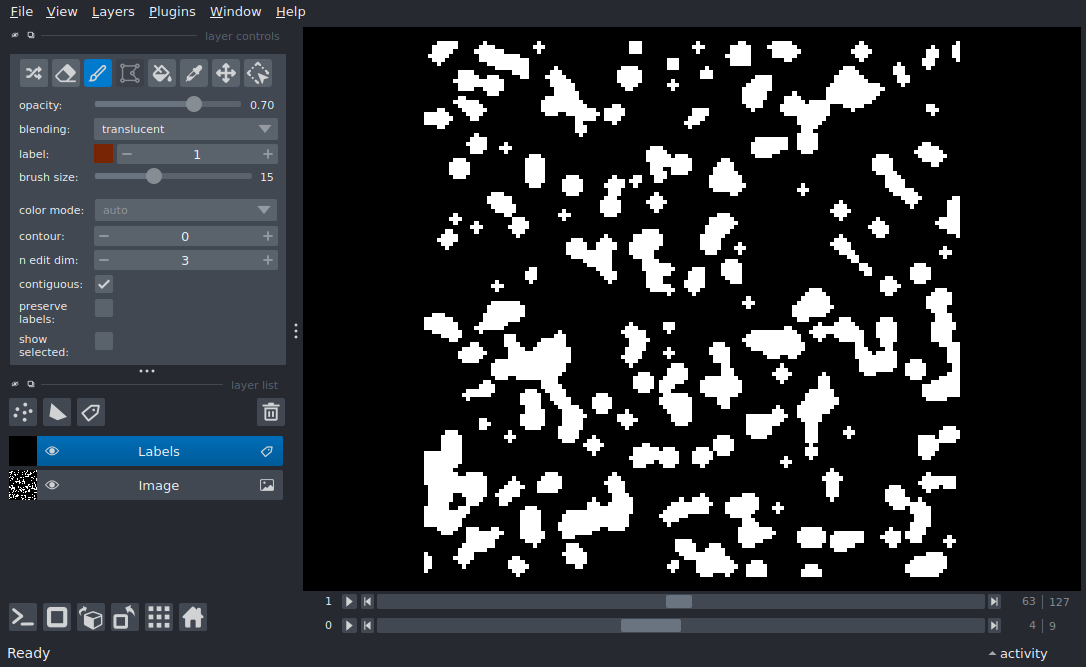 File View Layers Plugins Window Help
layer controls
opacity: 0.70
blending: translucent
label: 1
brush size: 15
color mode: auto
contour: 0
n edit dim: 3
contiguous:
preserve
labels:
show
selected:
layer list
Labels
Image
1 63 127
0 4 9
Ready activity